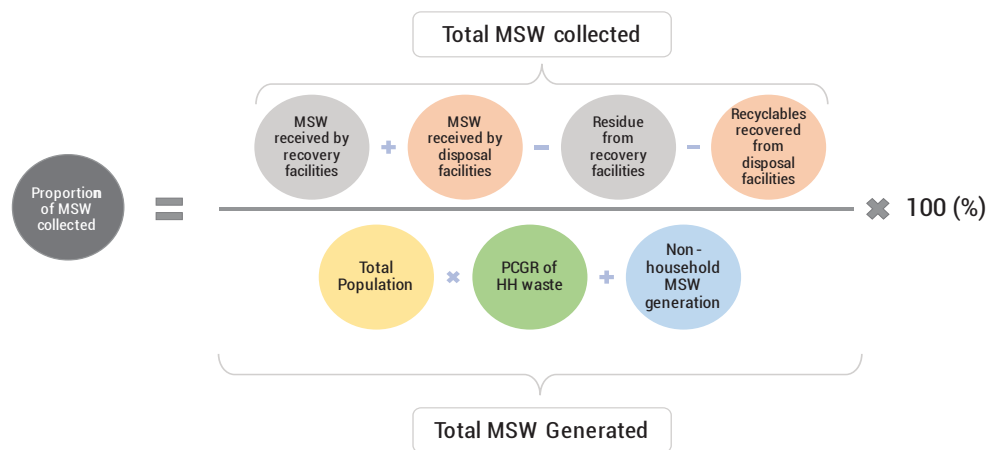 Total MSW collected
MSW
received by
recovery
facilities
+
MSW
received by
disposal
facilities
–
Residue
from
recovery
facilities
–
Recyclables
recovered
from
disposal
facilities
Proportion
of MSW
collected
=
× 100 (%)
Total
Population
×
PCGR of
HH waste
+
Non-
household
MSW
generation
Total MSW Generated